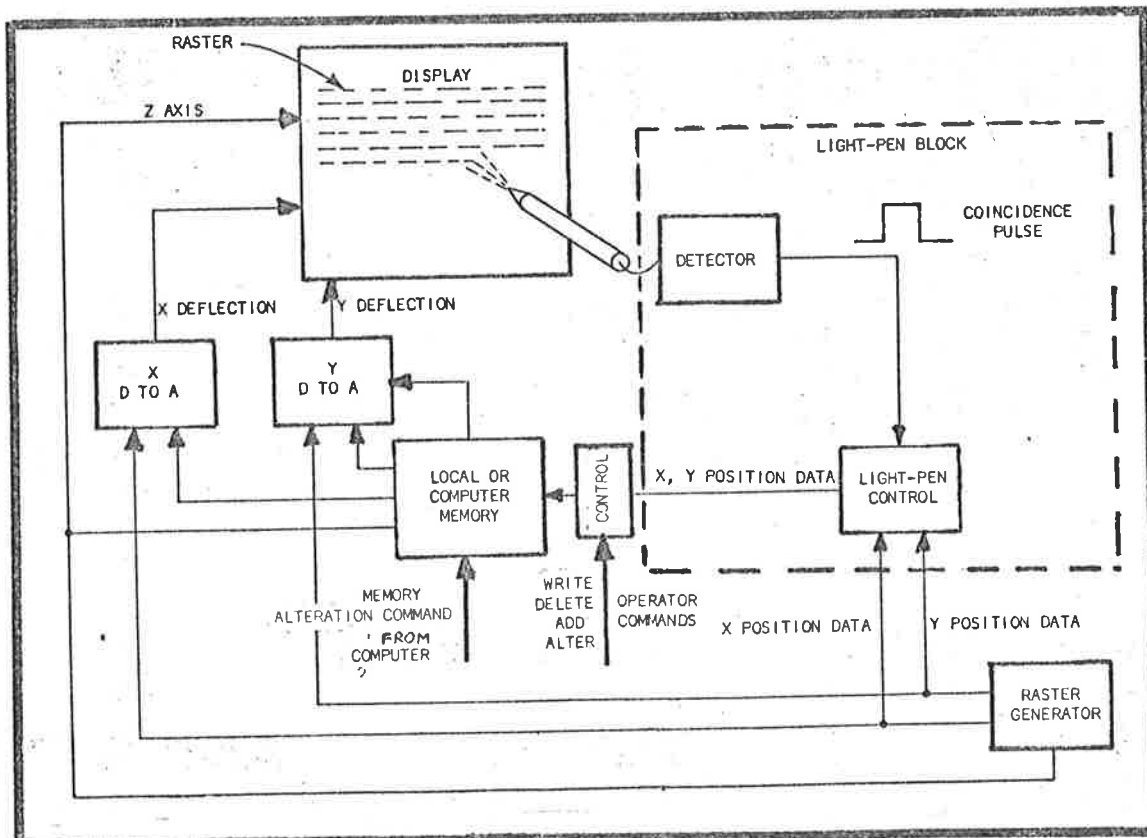 RASTER
DISPLAY
Z AXIS
LIGHT-PEN BLOCK
COINCIDENCE
PULSE
DETECTOR
X DEFLECTION
Y DEFLECTION
X
D TO A
Y
D TO A
LOCAL OR
COMPUTER
MEMORY
CONTROL
X, Y POSITION DATA
LIGHT-PEN
CONTROL
MEMORY
ALTERATION COMMAND
FROM
COMPUTER
WRITE
DELETE
ADD
ALTER
OPERATOR
COMMANDS
X POSITION DATA
Y POSITION DATA
RASTER
GENERATOR